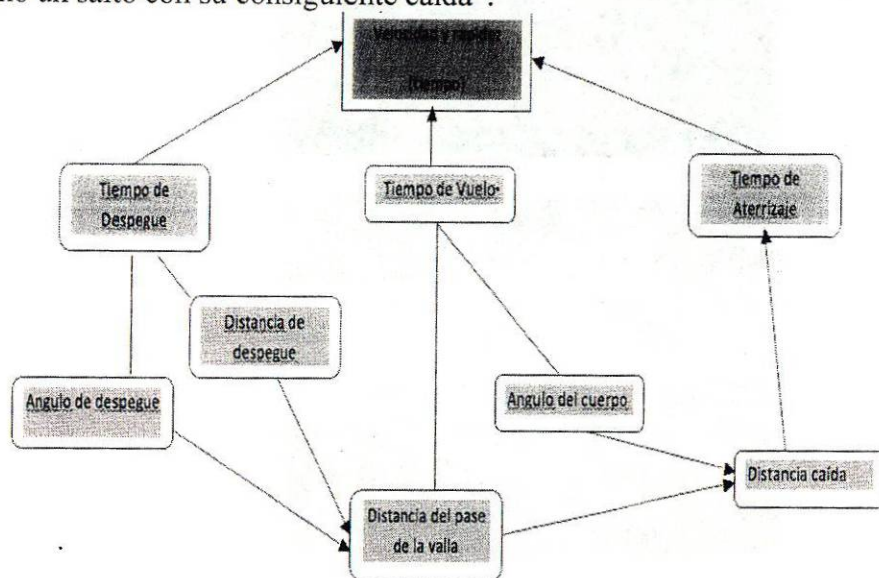 un salto con su consiguiente caída".
Velocidad y rapidez
(tiempo)
Tiempo de
Despegue
Tiempo de Vuelo
Tiempo de
Aterrizaje
Distancia de
despegue
Angulo de despegue
Angulo del cuerpo
Distancia caída
Distancia del pase
de la valla